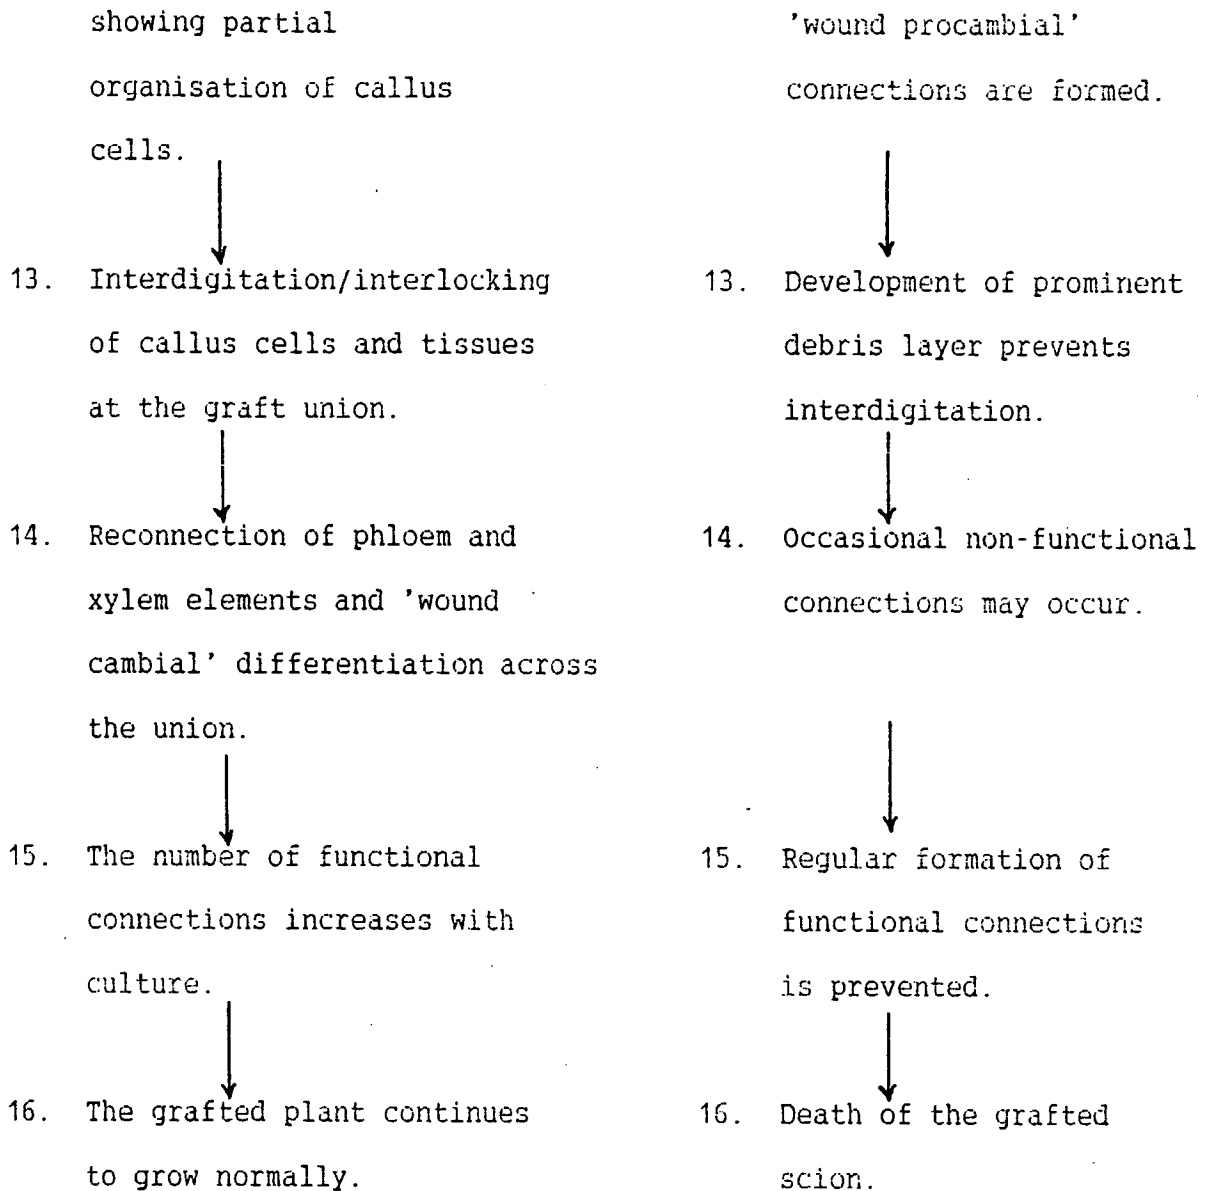 showing partial
organisation of callus
cells.
13. Interdigitation/interlocking
of callus cells and tissues
at the graft union.
14. Reconnection of phloem and
xylem elements and 'wound
cambial' differentiation across
the union.
15. The number of functional
connections increases with
culture.
16. The grafted plant continues
to grow normally.
'wound procambial'
connections are formed.
13. Development of prominent
debris layer prevents
interdigitation.
14. Occasional non-functional
connections may occur.
15. Regular formation of
functional connections
is prevented.
16. Death of the grafted
scion.